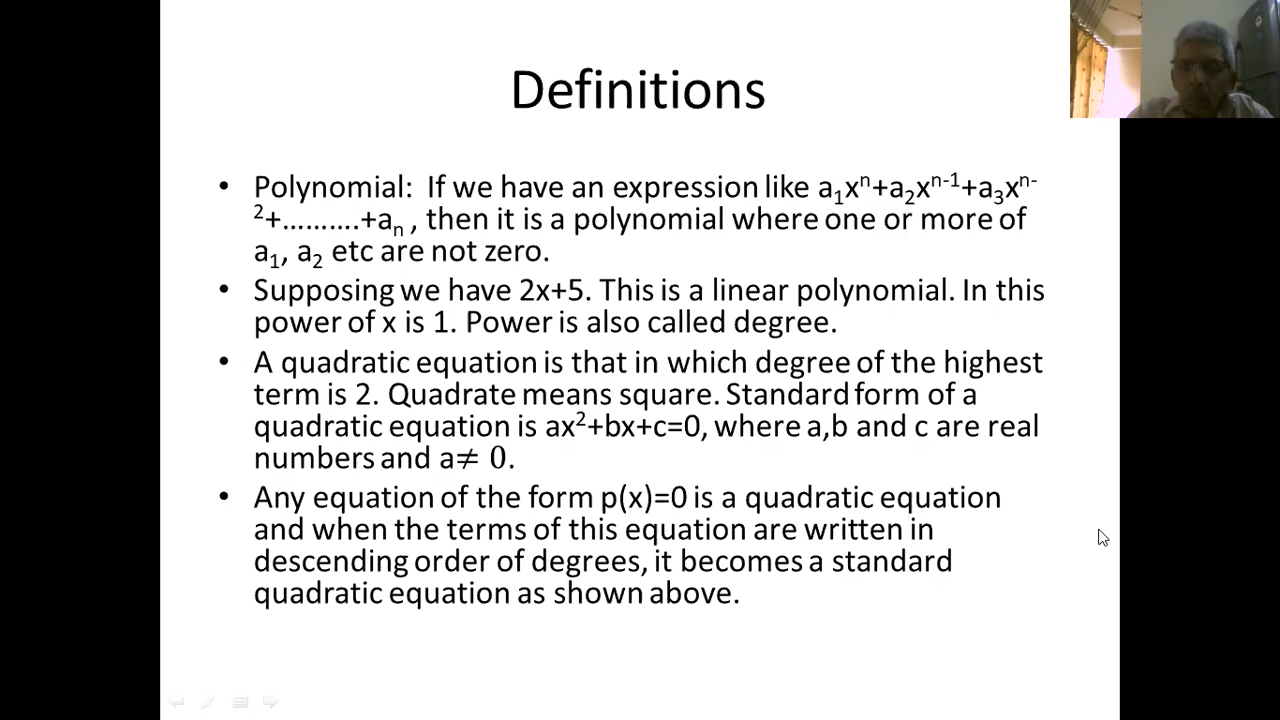 Definitions
• Polynomial: If we have an expression like a₁xⁿ+a₂xⁿ⁻¹+a₃xⁿ⁻
²+……….+aₙ , then it is a polynomial where one or more of
a₁, a₂ etc are not zero.
• Supposing we have 2x+5. This is a linear polynomial. In this
power of x is 1. Power is also called degree.
• A quadratic equation is that in which degree of the highest
term is 2. Quadrate means square. Standard form of a
quadratic equation is ax²+bx+c=0, where a,b and c are real
numbers and a≠ 0.
• Any equation of the form p(x)=0 is a quadratic equation
and when the terms of this equation are written in
descending order of degrees, it becomes a standard
quadratic equation as shown above.